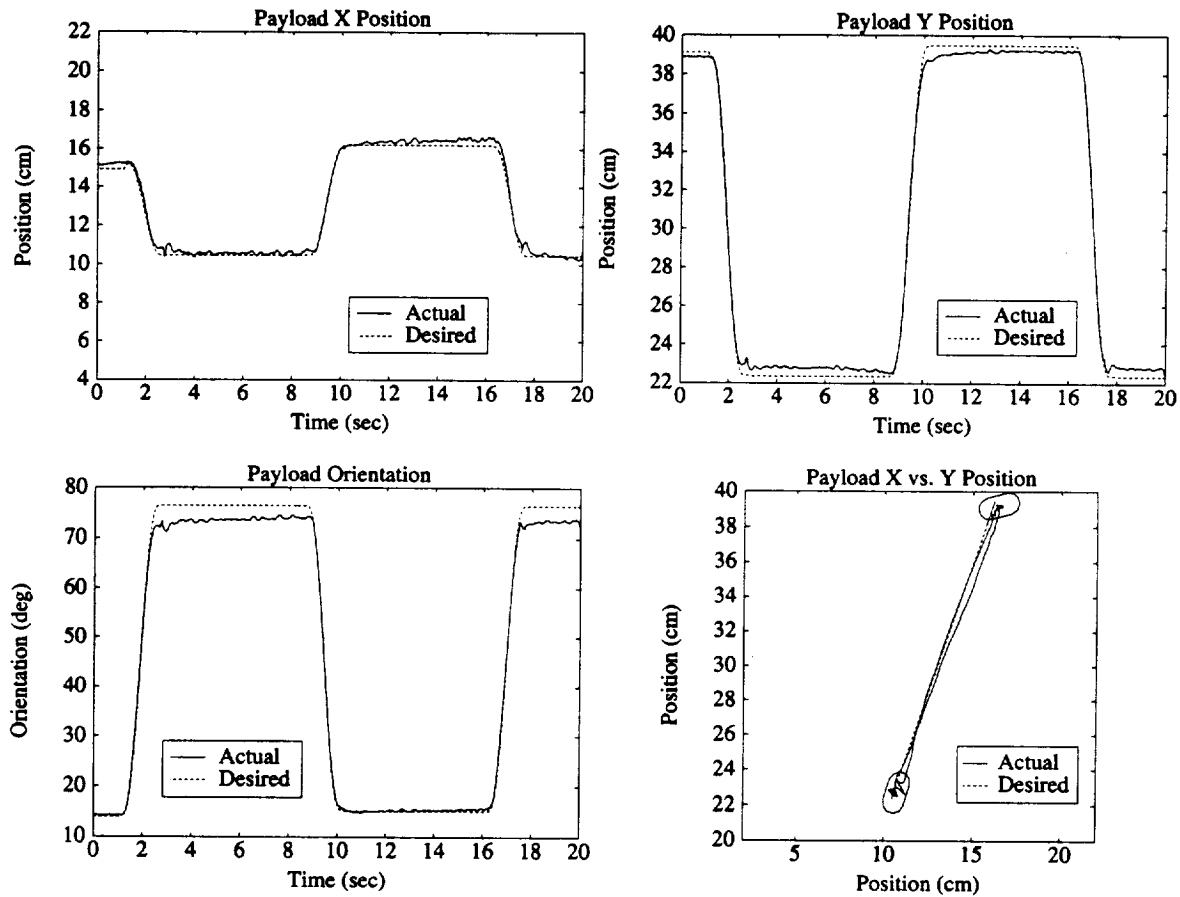 Payload X Position
22
20
18
16
14
12
10
8
6
4
Position (cm)
0 2 4 6 8 10 12 14 16 18 20
Time (sec)
Actual
Desired
Payload Y Position
40
38
36
34
32
30
28
26
24
22
Position (cm)
0 2 4 6 8 10 12 14 16 18 20
Time (sec)
Actual
Desired
Payload Orientation
80
70
60
50
40
30
20
10
Orientation (deg)
0 2 4 6 8 10 12 14 16 18 20
Time (sec)
Actual
Desired
Payload X vs. Y Position
40
38
36
34
32
30
28
26
24
22
20
Position (cm)
5 10 15 20
Position (cm)
Actual
Desired